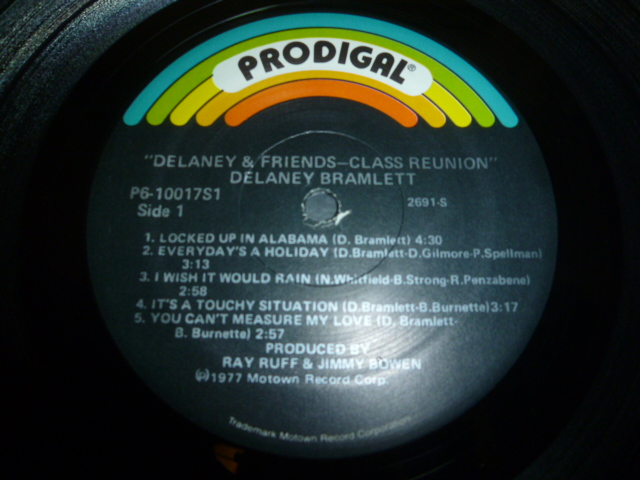 PRODIGAL®
"DELANEY & FRIENDS—CLASS REUNION"
DELANEY BRAMLETT
P6-10017S1
Side 1
2691-S
1. LOCKED UP IN ALABAMA (D. Bramlett) 4:30
2. EVERYDAY'S A HOLIDAY (D.Bramlett-D.Gilmore-P.Spellman)
3:13
3. I WISH IT WOULD RAIN (N.Whitfield-B.Strong-R.Penzabene)
2:58
4. IT'S A TOUCHY SITUATION (D.Bramlett-B.Burnette) 3:17
5. YOU CAN'T MEASURE MY LOVE (D. Bramlett-
B. Burnette) 2:57
PRODUCED BY
RAY RUFF & JIMMY BOWEN
℗1977 Motown Record Corp.
Trademark Motown Record Corporation